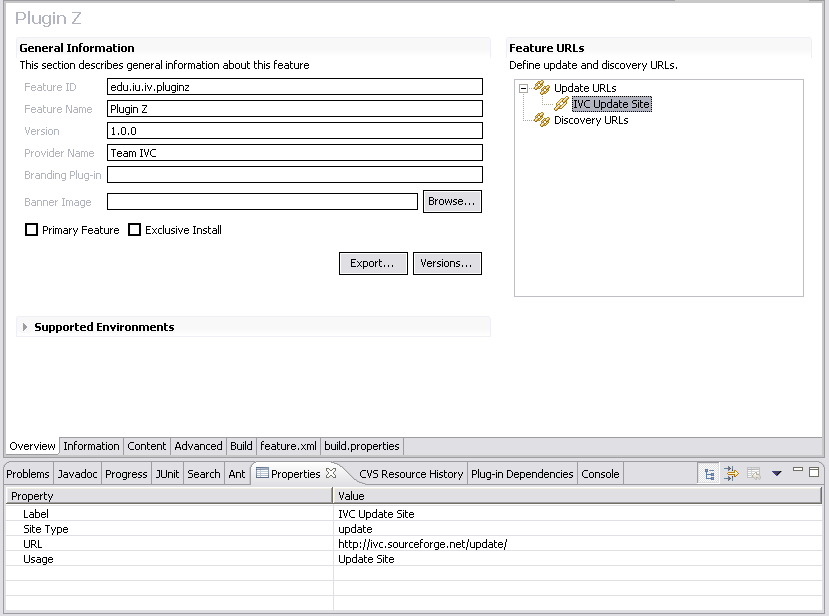 Plugin Z
General Information
This section describes general information about this feature
Feature ID edu.iu.iv.pluginz
Feature Name Plugin Z
Version 1.0.0
Provider Name Team IVC
Branding Plug-in
Banner Image Browse...
Primary Feature Exclusive Install
Export... Versions...
Supported Environments
Feature URLs
Define update and discovery URLs.
Update URLs
IVC Update Site
Discovery URLs
Overview Information Content Advanced Build feature.xml build.properties
Problems Javadoc Progress JUnit Search Ant Properties CVS Resource History Plug-in Dependencies Console
Property Value
Label IVC Update Site
Site Type update
URL http://ivc.sourceforge.net/update/
Usage Update Site